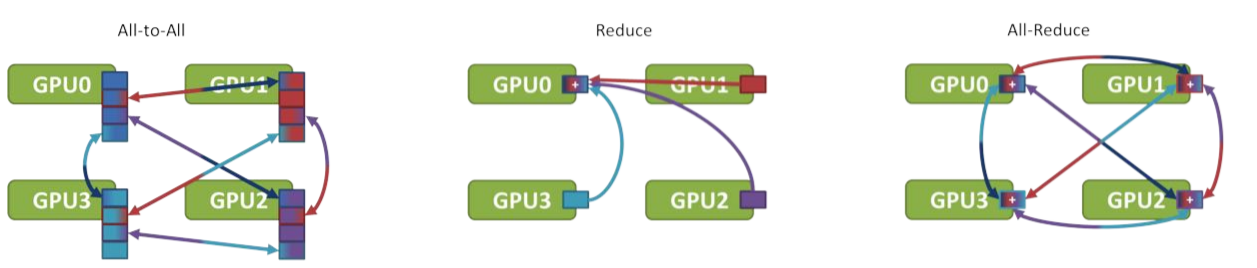 All-to-All
GPU0
GPU1
GPU3
GPU2
Reduce
GPU0
+
GPU1
GPU3
GPU2
All-Reduce
GPU0
+
GPU1
+
GPU3
+
GPU2
+